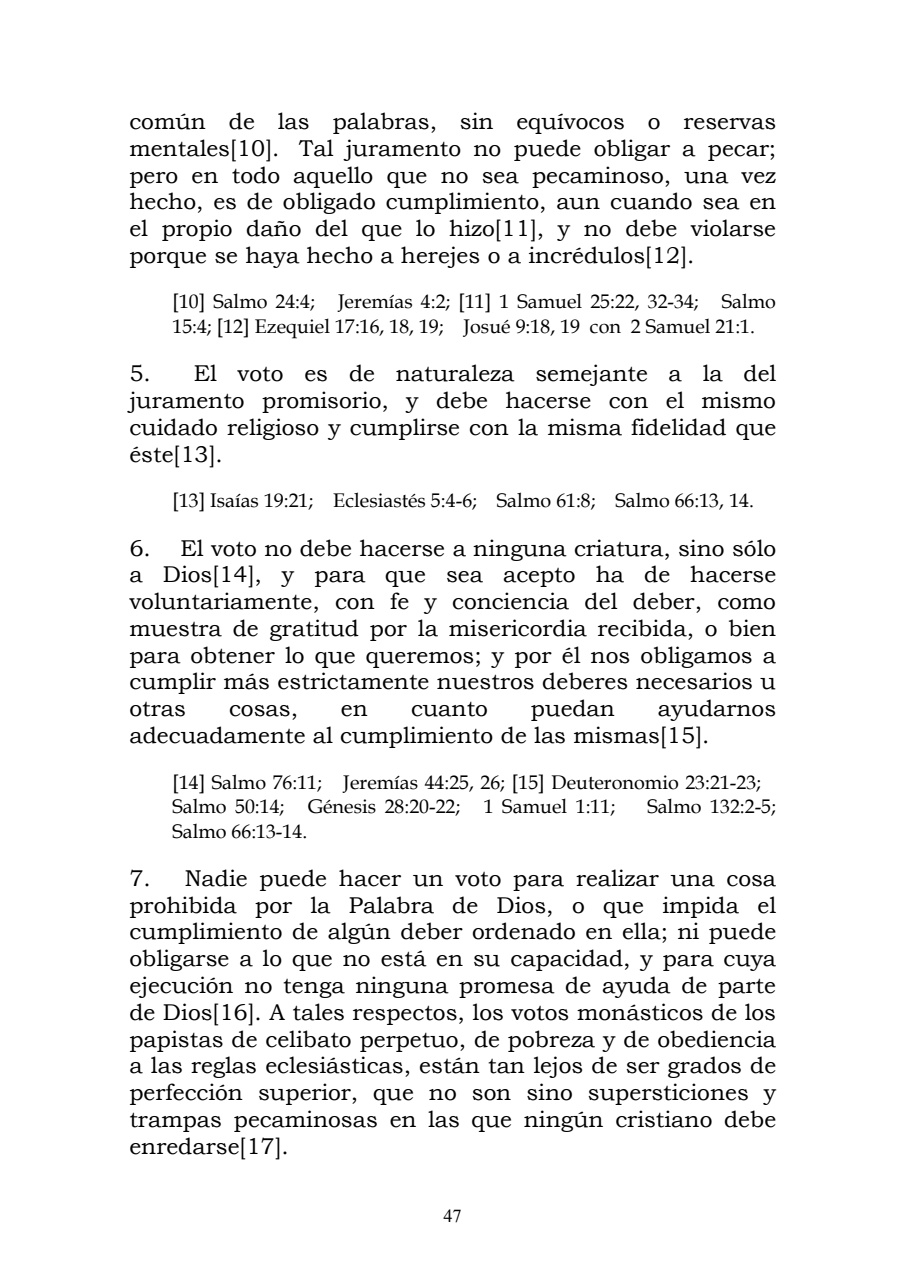 común de las palabras, sin equívocos o reservas
mentales[10]. Tal juramento no puede obligar a pecar;
pero en todo aquello que no sea pecaminoso, una vez
hecho, es de obligado cumplimiento, aun cuando sea en
el propio daño del que lo hizo[11], y no debe violarse
porque se haya hecho a herejes o a incrédulos[12].
[10] Salmo 24:4; Jeremías 4:2; [11] 1 Samuel 25:22, 32-34; Salmo
15:4; [12] Ezequiel 17:16, 18, 19; Josué 9:18, 19 con 2 Samuel 21:1.
5. El voto es de naturaleza semejante a la del
juramento promisorio, y debe hacerse con el mismo
cuidado religioso y cumplirse con la misma fidelidad que
éste[13].
[13] Isaías 19:21; Eclesiastés 5:4-6; Salmo 61:8; Salmo 66:13, 14.
6. El voto no debe hacerse a ninguna criatura, sino sólo
a Dios[14], y para que sea acepto ha de hacerse
voluntariamente, con fe y conciencia del deber, como
muestra de gratitud por la misericordia recibida, o bien
para obtener lo que queremos; y por él nos obligamos a
cumplir más estrictamente nuestros deberes necesarios u
otras cosas, en cuanto puedan ayudarnos
adecuadamente al cumplimiento de las mismas[15].
[14] Salmo 76:11; Jeremías 44:25, 26; [15] Deuteronomio 23:21-23;
Salmo 50:14; Génesis 28:20-22; 1 Samuel 1:11; Salmo 132:2-5;
Salmo 66:13-14.
7. Nadie puede hacer un voto para realizar una cosa
prohibida por la Palabra de Dios, o que impida el
cumplimiento de algún deber ordenado en ella; ni puede
obligarse a lo que no está en su capacidad, y para cuya
ejecución no tenga ninguna promesa de ayuda de parte
de Dios[16]. A tales respectos, los votos monásticos de los
papistas de celibato perpetuo, de pobreza y de obediencia
a las reglas eclesiásticas, están tan lejos de ser grados de
perfección superior, que no son sino supersticiones y
trampas pecaminosas en las que ningún cristiano debe
enredarse[17].
47